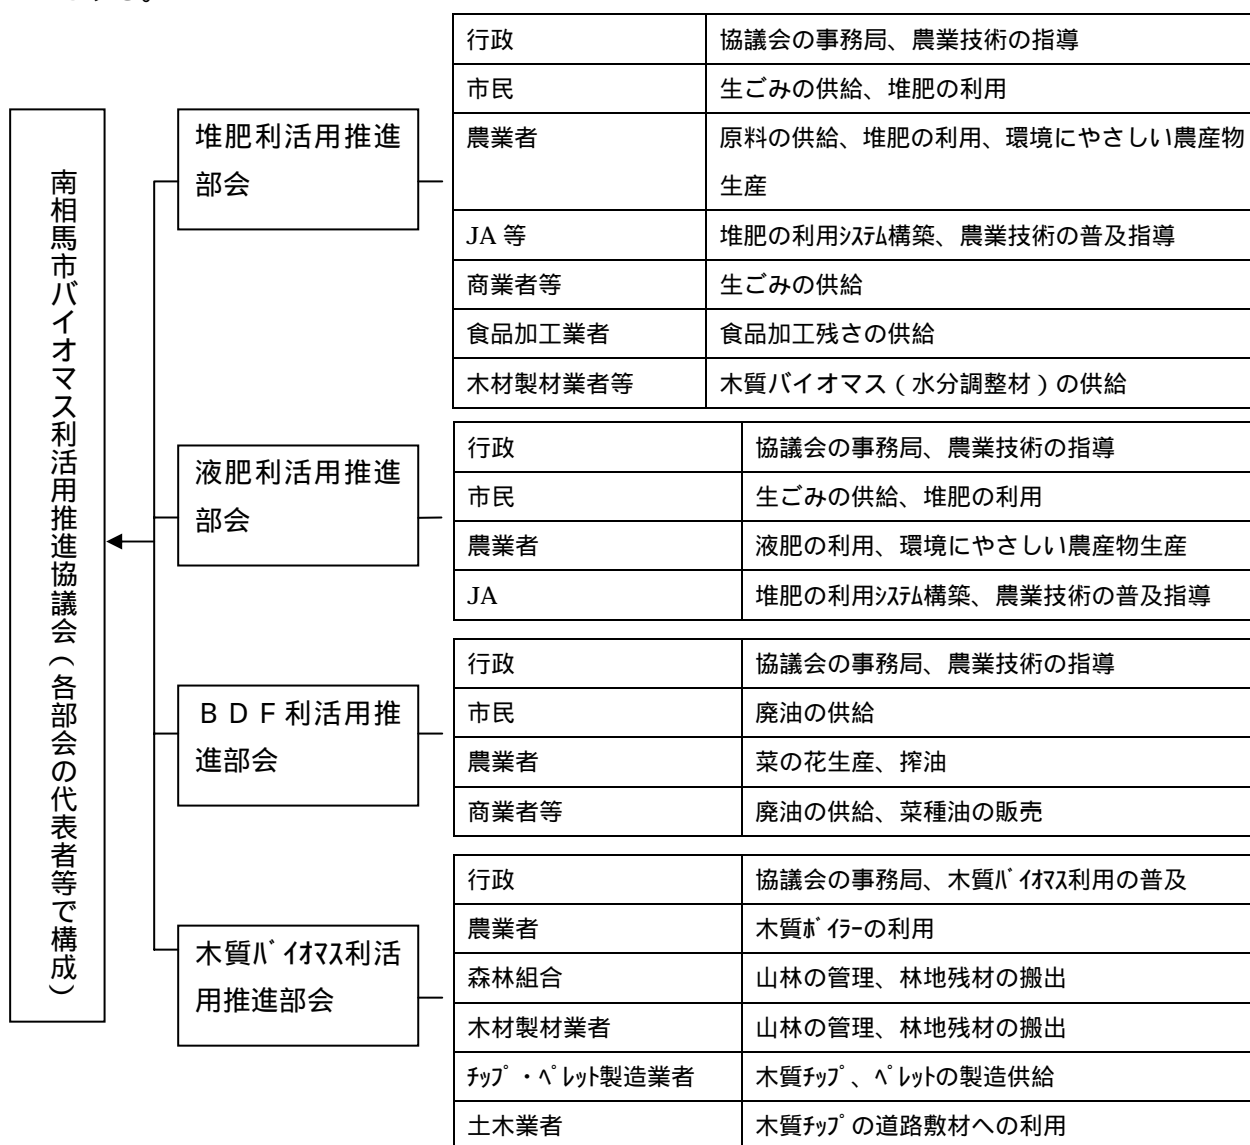 南相馬市バイオマス利活用推進協議会（各部会の代表者等で構成）
堆肥利活用推進
部会
行政 協議会の事務局、農業技術の指導
市民 生ごみの供給、堆肥の利用
農業者 原料の供給、堆肥の利用、環境にやさしい農産物
生産
JA 等 堆肥の利用ｼｽﾃﾑ構築、農業技術の普及指導
商業者等 生ごみの供給
食品加工業者 食品加工残さの供給
木材製材業者等 木質バイオマス（水分調整材）の供給
液肥利活用推進
部会
行政 協議会の事務局、農業技術の指導
市民 生ごみの供給、堆肥の利用
農業者 液肥の利用、環境にやさしい農産物生産
JA 堆肥の利用ｼｽﾃﾑ構築、農業技術の普及指導
ＢＤＦ利活用推
進部会
行政 協議会の事務局、農業技術の指導
市民 廃油の供給
農業者 菜の花生産、搾油
商業者等 廃油の供給、菜種油の販売
木質ﾊﾞｲｵﾏｽ利活
用推進部会
行政 協議会の事務局、木質ﾊﾞｲｵﾏｽ利用の普及
農業者 木質ﾎﾞｲﾗｰの利用
森林組合 山林の管理、林地残材の搬出
木材製材業者 山林の管理、林地残材の搬出
ﾁｯﾌﾟ・ﾍﾟﾚｯﾄ製造業者 木質ﾁｯﾌﾟ、ﾍﾟﾚｯﾄの製造供給
土木業者 木質ﾁｯﾌﾟの道路敷材への利用